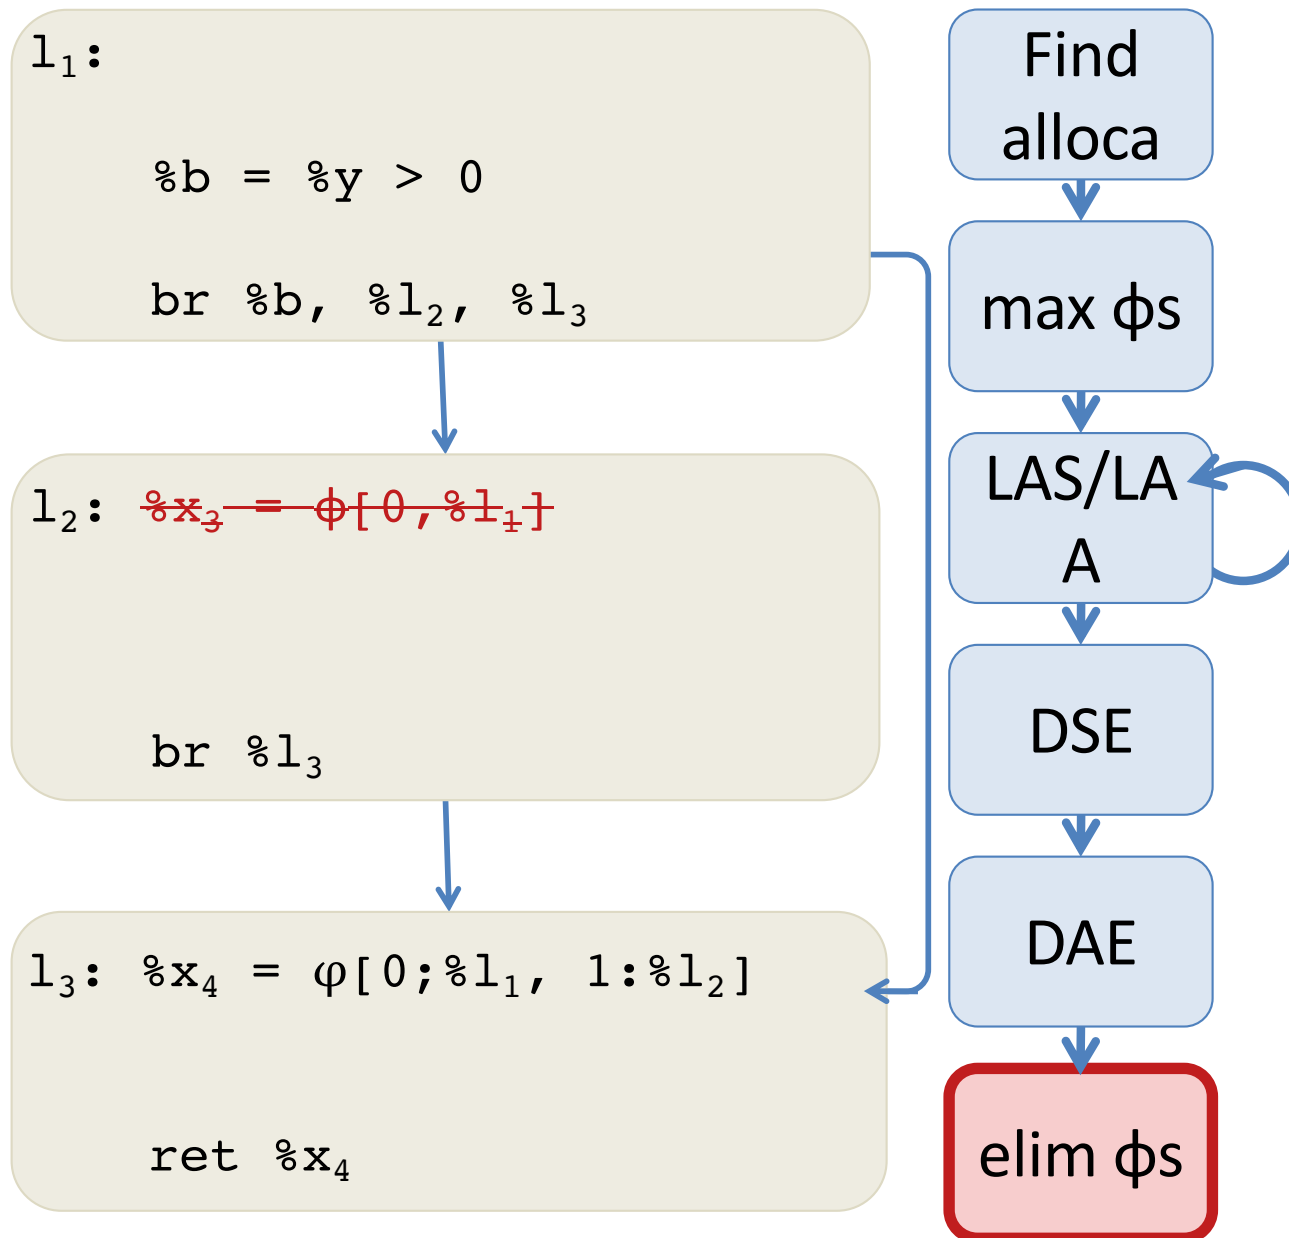 l₁:
%b = %y > 0
br %b, %l₂, %l₃
l₂: %x₃ = ϕ[0,%l₁]
br %l₃
l₃: %x₄ = φ[0;%l₁, 1:%l₂]
ret %x₄
Find
alloca
max ϕs
LAS/LA
A
DSE
DAE
elim ϕs